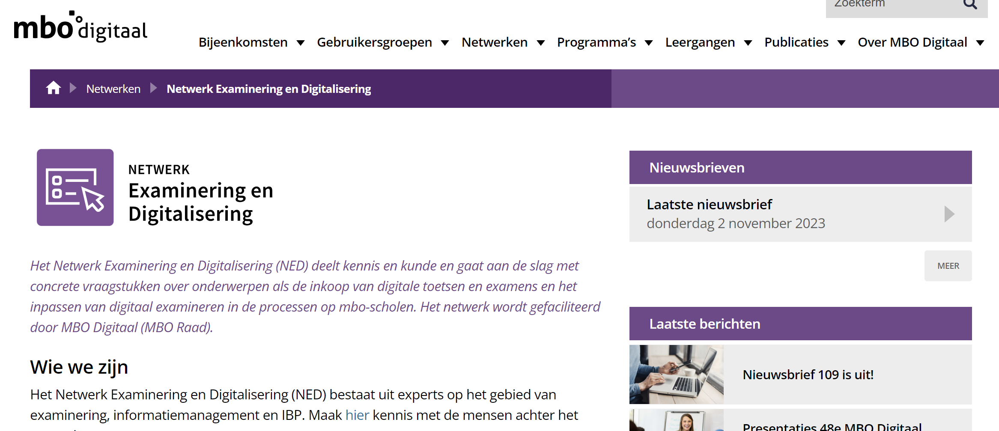 Zoekterm
mbo digitaal
Bijeenkomsten Gebruikersgroepen Netwerken Programma’s Leergangen Publicaties Over MBO Digitaal
Netwerken Netwerk Examinering en Digitalisering
NETWERK
Examinering en
Digitalisering
Het Netwerk Examinering en Digitalisering (NED) deelt kennis en kunde en gaat aan de slag met
concrete vraagstukken over onderwerpen als de inkoop van digitale toetsen en examens en het
inpassen van digitaal examineren in de processen op mbo-scholen. Het netwerk wordt gefaciliteerd
door MBO Digitaal (MBO Raad).
Wie we zijn
Het Netwerk Examinering en Digitalisering (NED) bestaat uit experts op het gebied van
examinering, informatiemanagement en IBP. Maak hier kennis met de mensen achter het
Nieuwsbrieven
Laatste nieuwsbrief
donderdag 2 november 2023
MEER
Laatste berichten
Nieuwsbrief 109 is uit!
Presentaties 48e MBO Digitaal